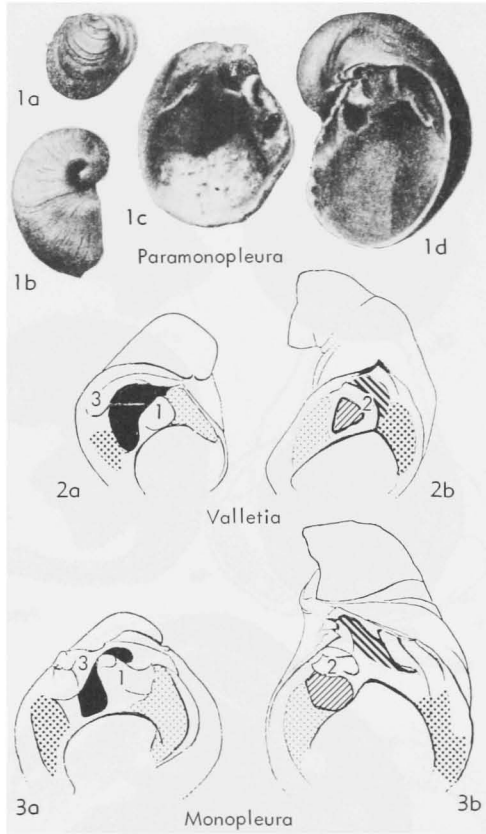 1a
1b
1c
1d
Paramonopleura
3
1
2
2a
2b
Valletia
3
1
2
3a
3b
Monopleura